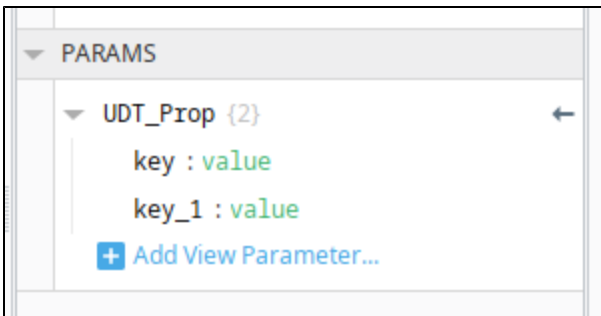 PARAMS
UDT_Prop {2}
key : value
key_1 : value
Add View Parameter...